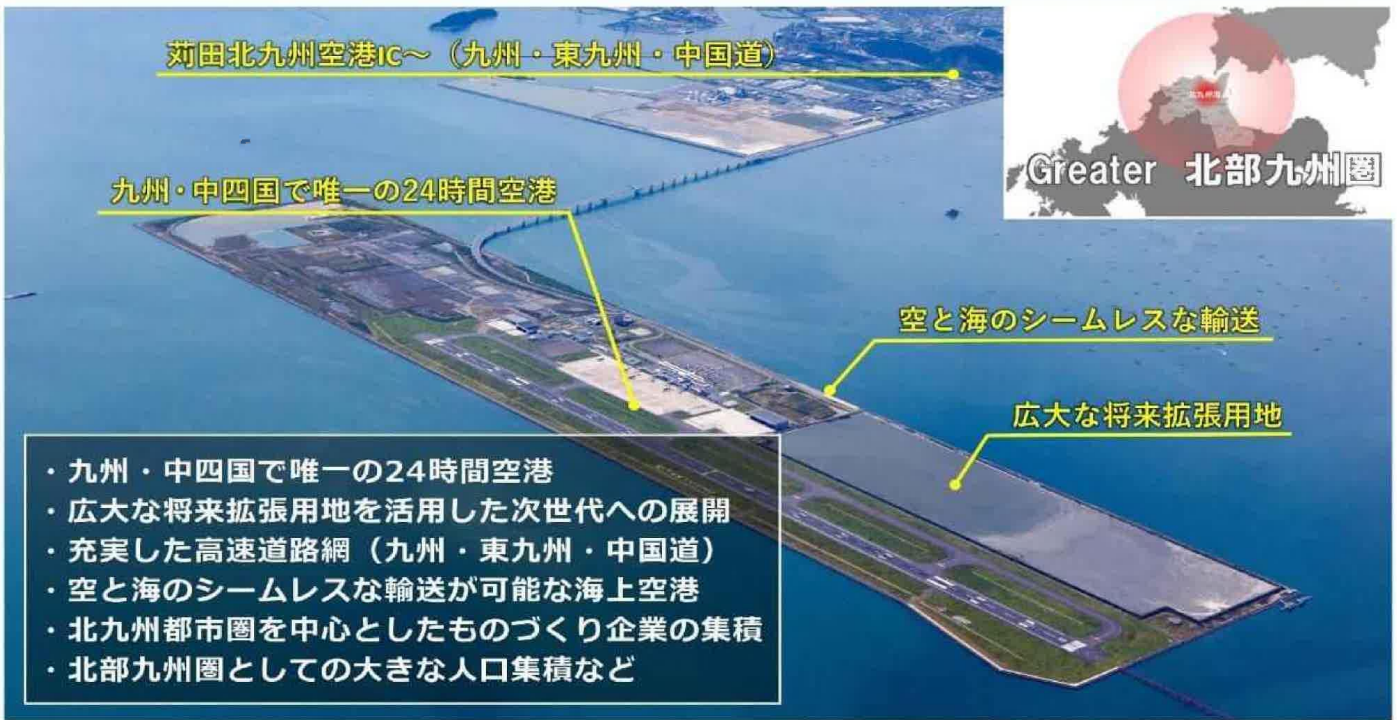 苅田北九州空港IC～（九州・東九州・中国道）
Greater 北部九州圏
九州・中四国で唯一の24時間空港
空と海のシームレスな輸送
広大な将来拡張用地
・九州・中四国で唯一の24時間空港
・広大な将来拡張用地を活用した次世代への展開
・充実した高速道路網（九州・東九州・中国道）
・空と海のシームレスな輸送が可能な海上空港
・北九州都市圏を中心としたものづくり企業の集積
・北部九州圏としての大きな人口集積など